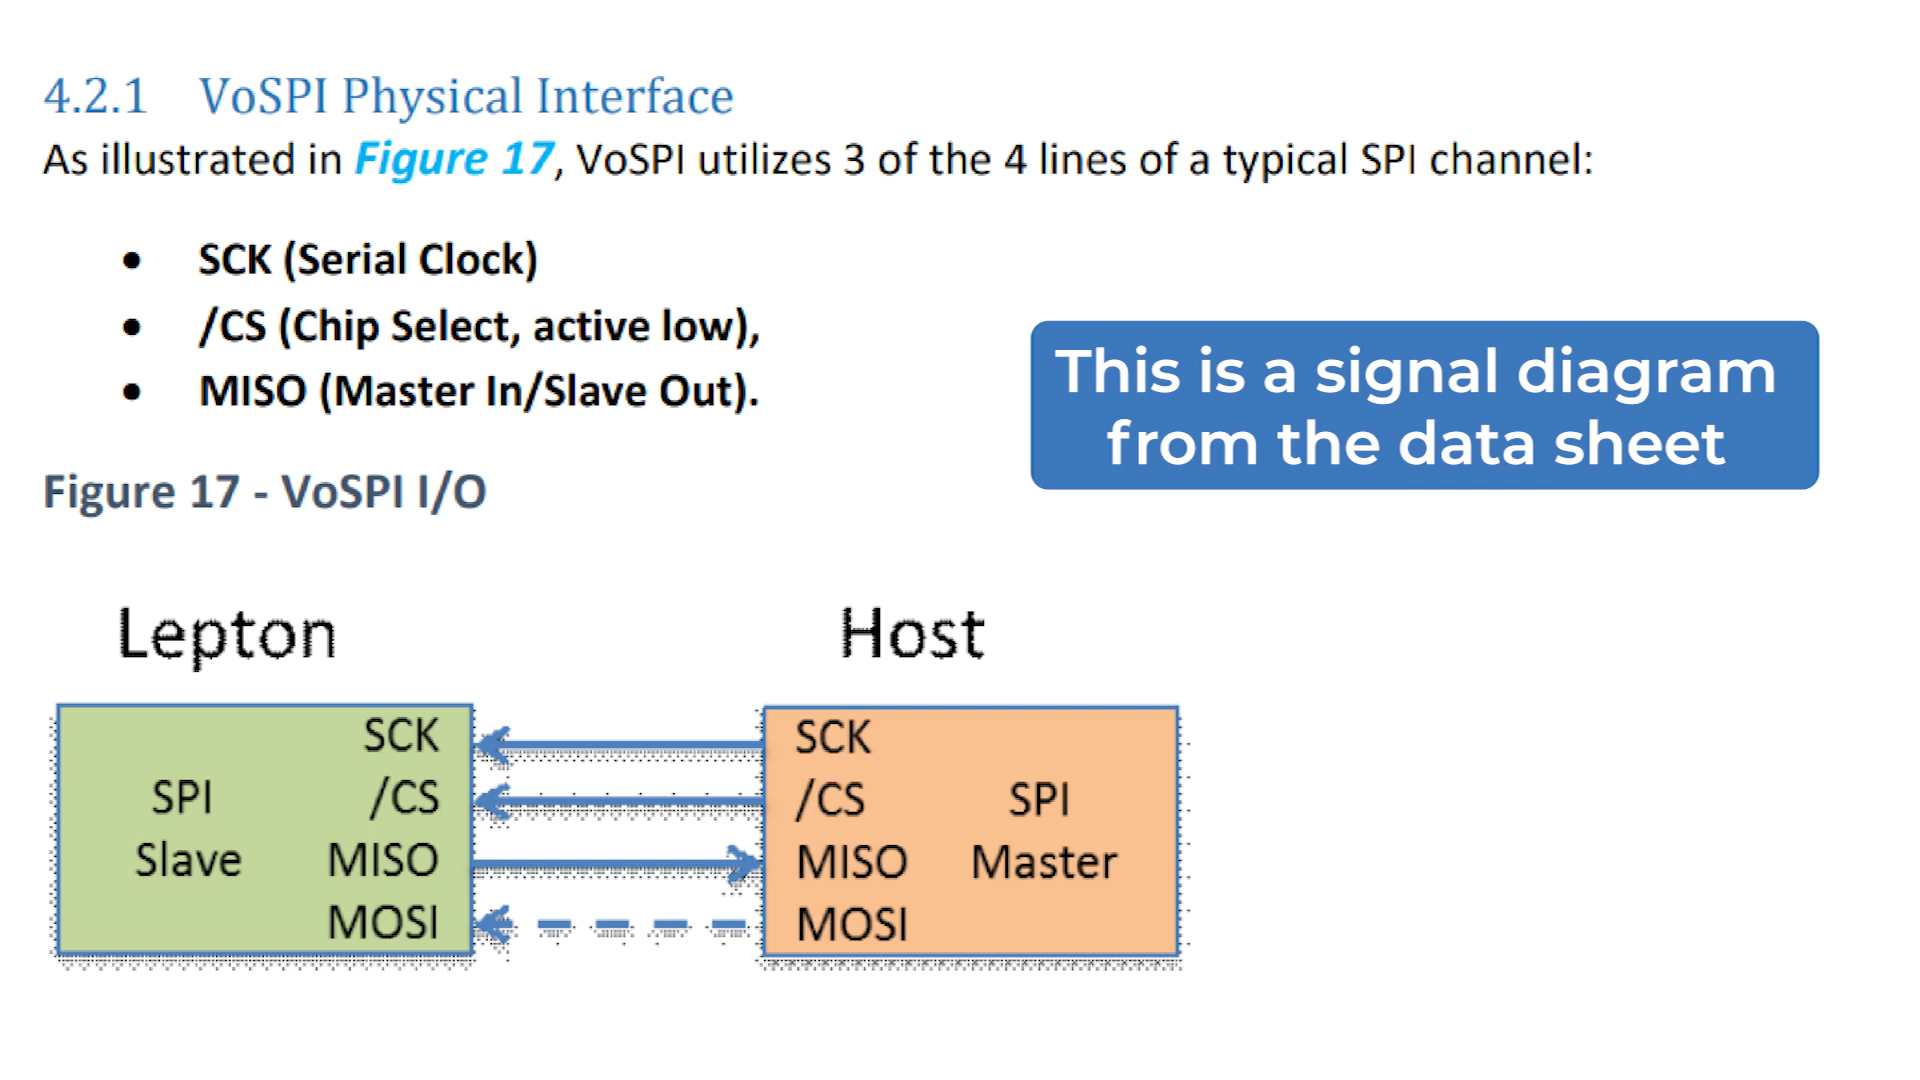 4.2.1 VoSPI Physical Interface
As illustrated in Figure 17, VoSPI utilizes 3 of the 4 lines of a typical SPI channel:
• SCK (Serial Clock)
• /CS (Chip Select, active low),
• MISO (Master In/Slave Out).
This is a signal diagram
from the data sheet
Figure 17 - VoSPI I/O
Lepton
Host
SPI
Slave
SCK
/CS
MISO
MOSI
SCK
/CS
MISO
MOSI
SPI
Master